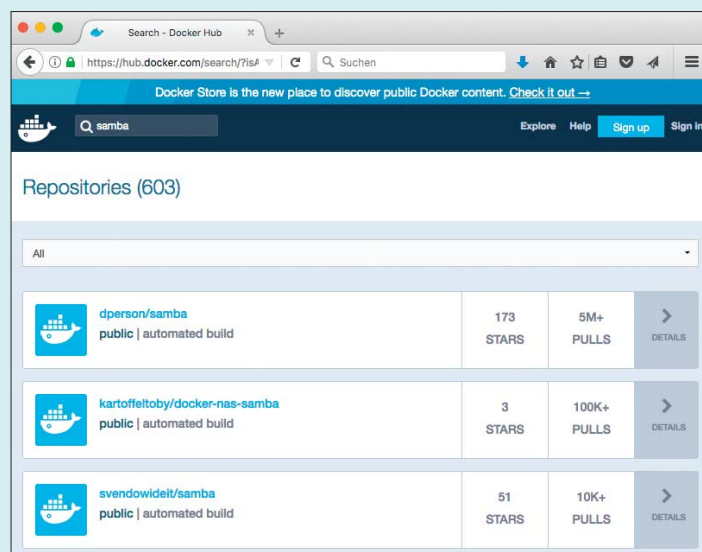 Search - Docker Hub
https://hub.docker.com/search/?isA
Suchen
Docker Store is the new place to discover public Docker content. Check it out →
samba
Explore Help Sign up Sign in
Repositories (603)
All
dperson/samba
public | automated build
173
STARS
5M+
PULLS
DETAILS
kartoffeltoby/docker-nas-samba
public | automated build
3
STARS
100K+
PULLS
DETAILS
svendowideit/samba
public | automated build
51
STARS
10K+
PULLS
DETAILS